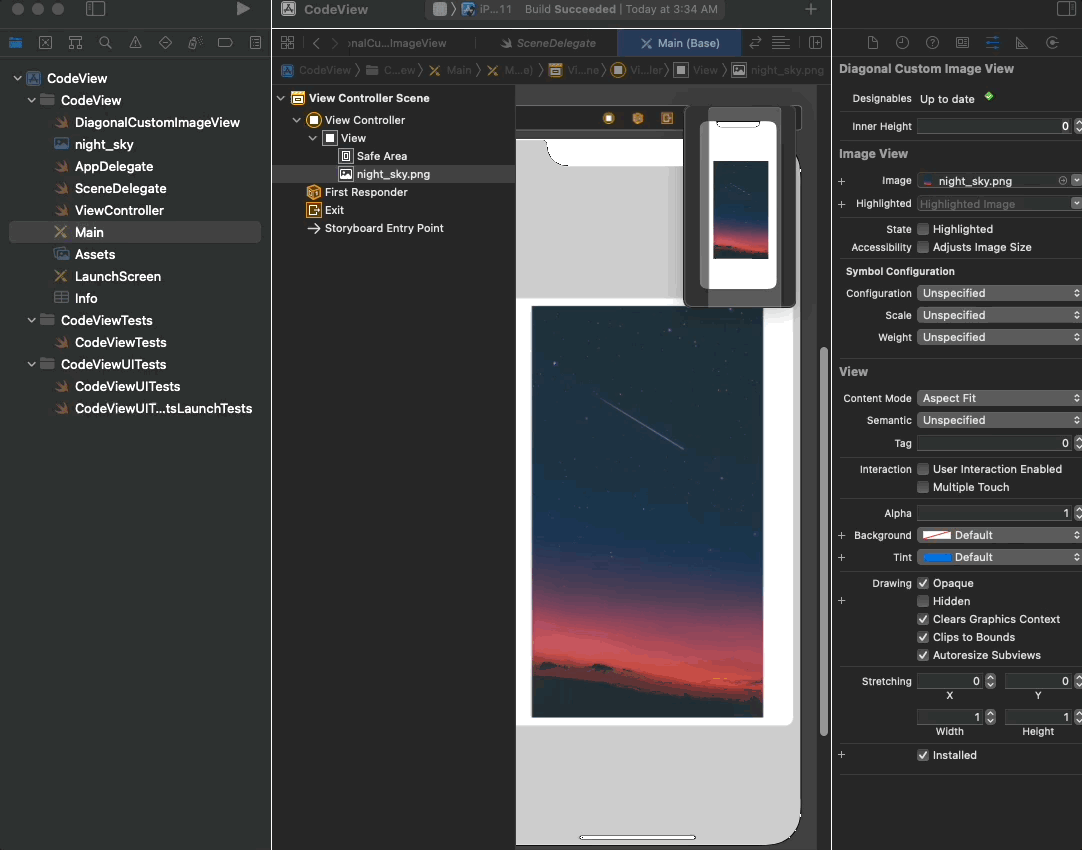 CodeView
iP...11
Build Succeeded | Today at 3:34 AM
ɔnalCu...ImageView
SceneDelegate
Main (Base)
CodeView
C...ew
Main
M...e)
Vi...ne
Vi...ler
View
night_sky.png
CodeView
CodeView
DiagonalCustomImageView
night_sky
AppDelegate
SceneDelegate
ViewController
Main
Assets
LaunchScreen
Info
CodeViewTests
CodeViewTests
CodeViewUITests
CodeViewUITests
CodeViewUIT...tsLaunchTests
View Controller Scene
View Controller
View
Safe Area
night_sky.png
First Responder
Exit
Storyboard Entry Point
Diagonal Custom Image View
Designables Up to date
Inner Height 0
Image View
Image night_sky.png
Highlighted Highlighted Image
State Highlighted
Accessibility Adjusts Image Size
Symbol Configuration
Configuration Unspecified
Scale Unspecified
Weight Unspecified
View
Content Mode Aspect Fit
Semantic Unspecified
Tag 0
Interaction User Interaction Enabled
Multiple Touch
Alpha 1
Background Default
Tint Default
Drawing Opaque
Hidden
Clears Graphics Context
Clips to Bounds
Autoresize Subviews
Stretching 0 0
X Y
1 1
Width Height
Installed